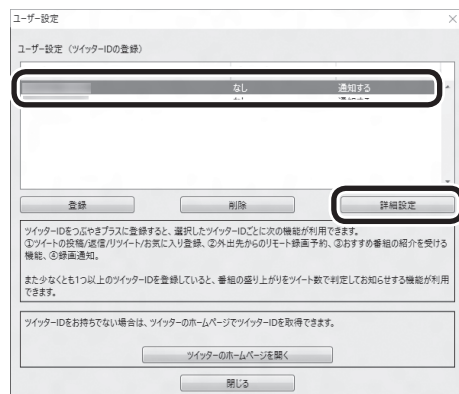 ユーザー設定
ユーザー設定（ツイッターIDの登録）
なし 通知する
登録 削除 詳細設定
ツイッターIDをつぶやきプラスに登録すると、選択したツイッターIDごとに次の機能が利用できます。
①ツイートの投稿/返信/リツイート/お気に入り登録、②外出先からのリモート録画予約、③おすすめ番組の紹介を受ける
機能、④録画通知。
また少なくとも1つ以上のツイッターIDを登録していると、番組の盛り上がりをツイート数で判定してお知らせする機能が利用
できます。
ツイッターIDをお持ちでない場合は、ツイッターのホームページでツイッターIDを取得できます。
ツイッターのホームページを開く
閉じる